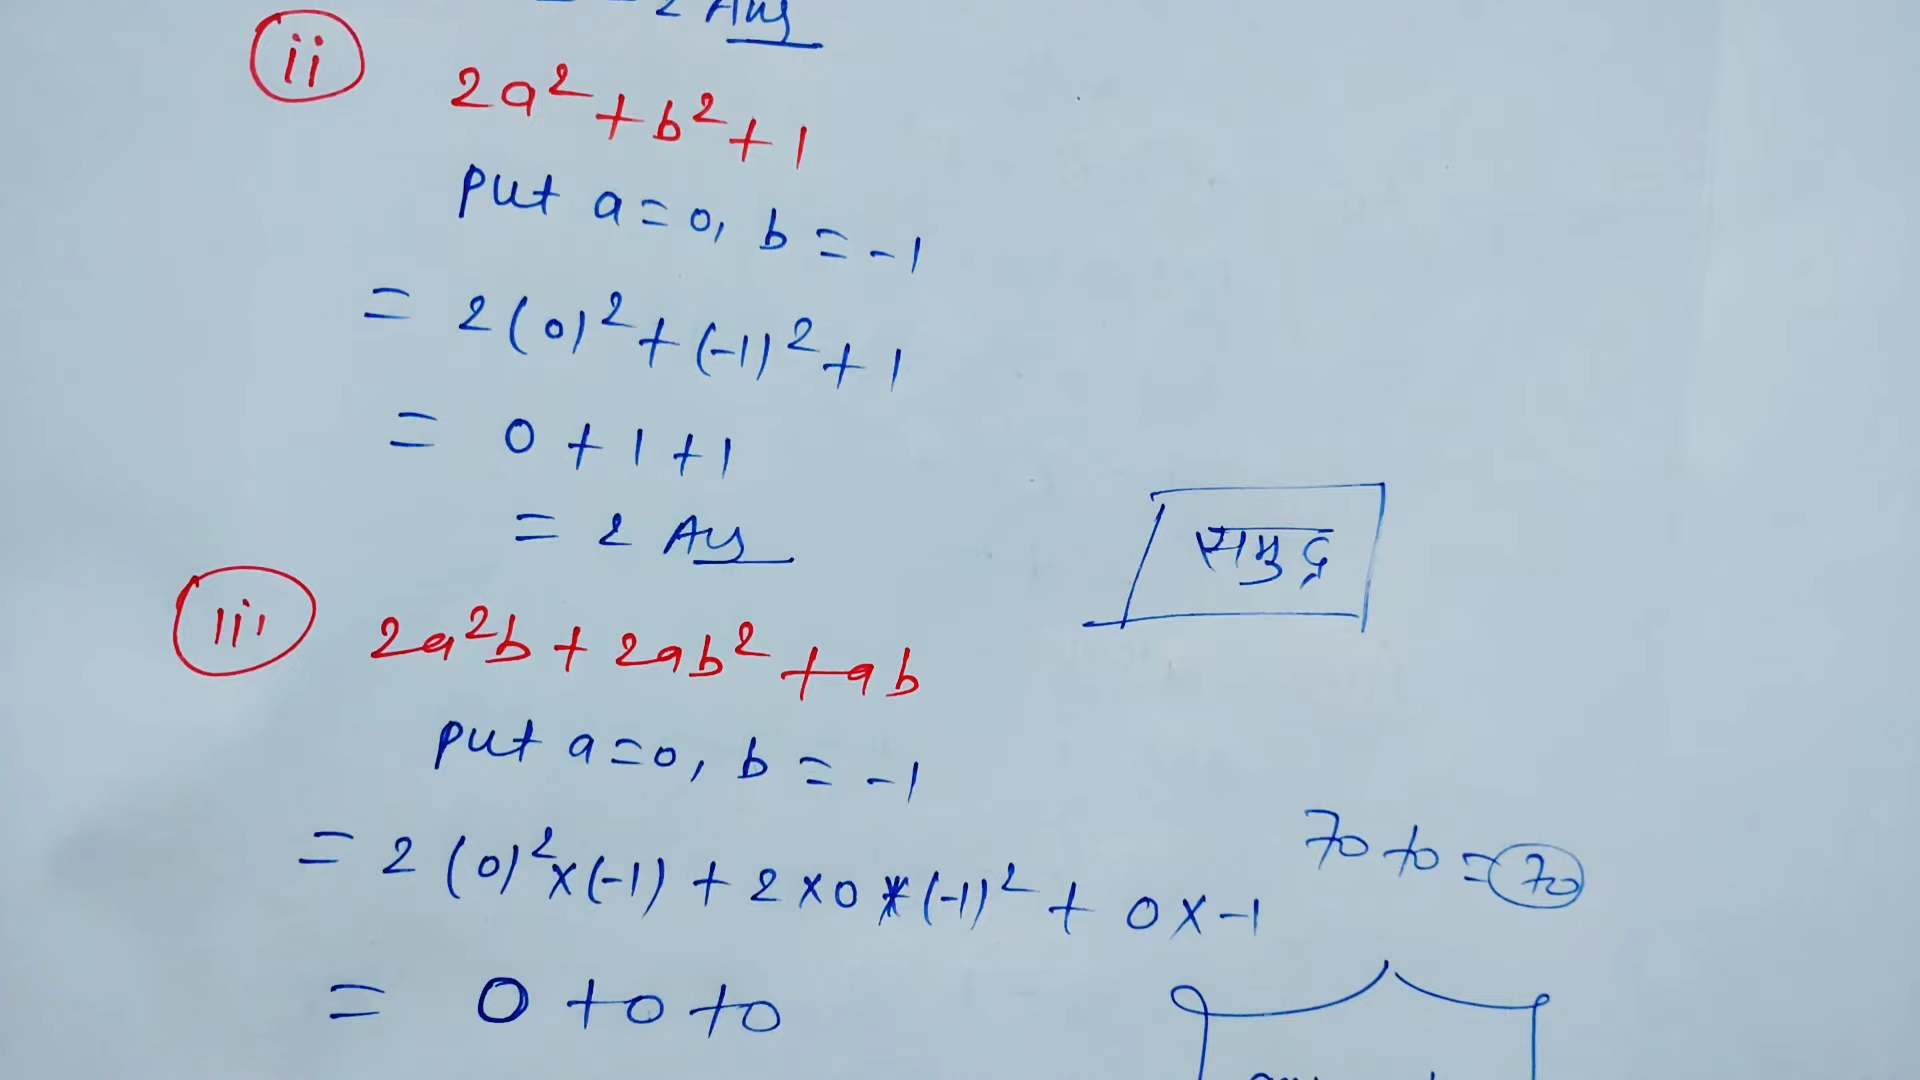 = -2 Ans
ii
2a² + b² + 1
put a = 0, b = -1
= 2(0)² + (-1)² + 1
= 0 + 1 + 1
= 2 Ans
समुद्र
iii
2a²b + 2ab² + ab
put a = 0, b = -1
= 2(0)² × (-1) + 2 × 0 × (-1)² + 0 × -1
70 + 0 = 70
= 0 + 0 + 0